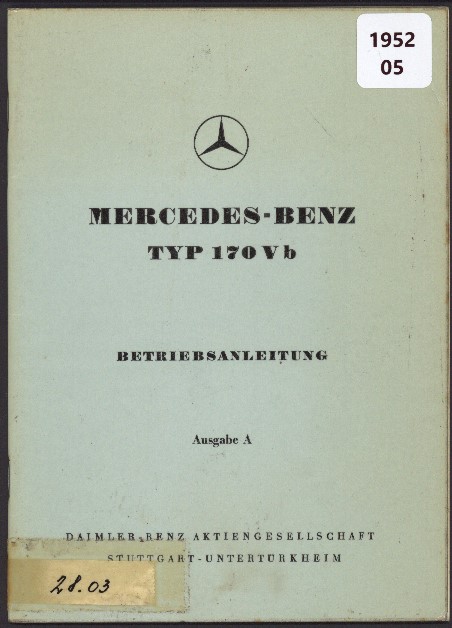 1952
05
MERCEDES-BENZ
TYP 170 Vb
BETRIEBSANLEITUNG
Ausgabe A
DAIMLER-BENZ AKTIENGESELLSCHAFT
STUTTGART-UNTERTÜRKHEIM
28.03